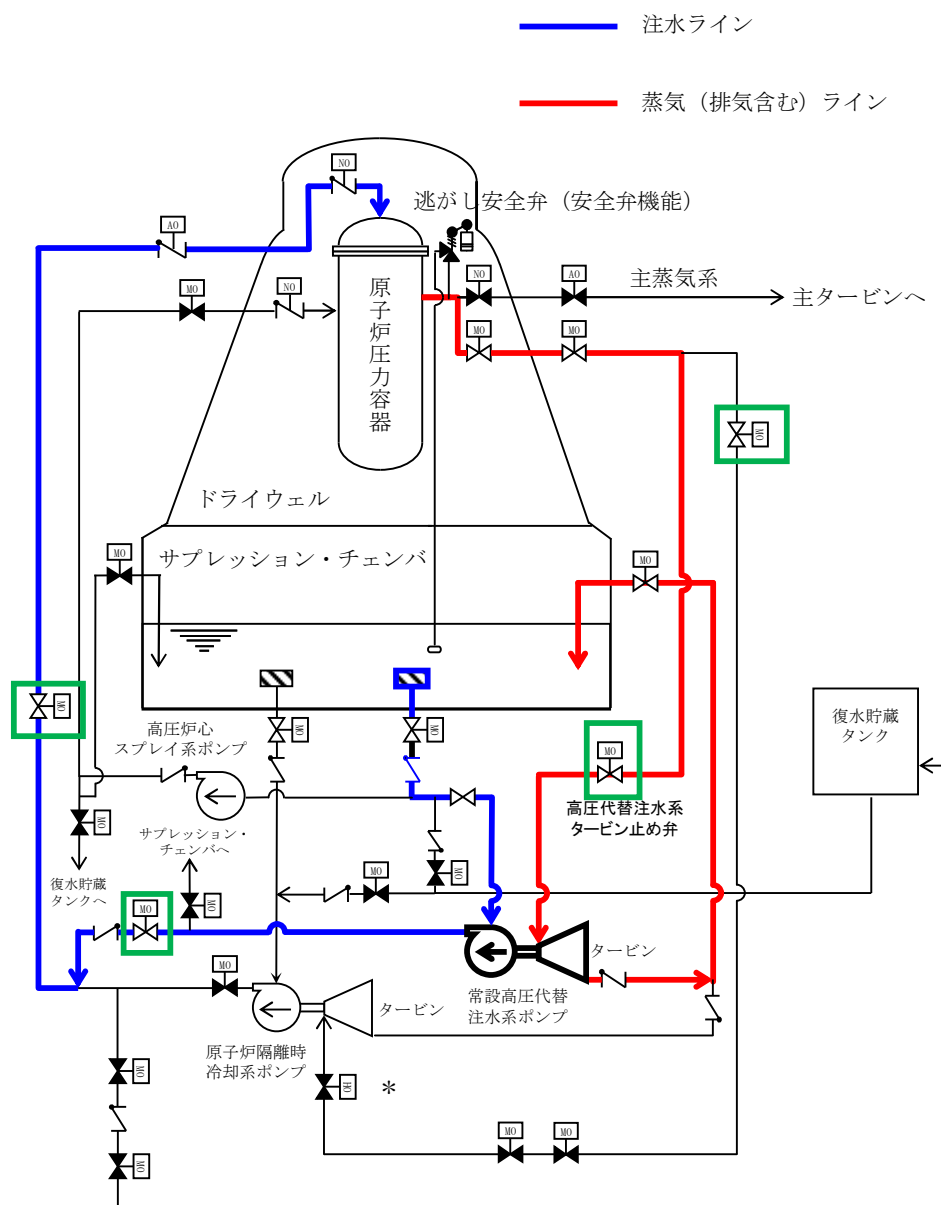 注水ライン
蒸気（排気含む）ライン
NO
逃がし安全弁（安全弁機能）
AO
MO
NO
NO
AO
主蒸気系
主タービンへ
MO
MO
原子炉圧力容器
MO
ドライウェル
サプレッション・チェンバ
MO
MO
MO
MO
MO
高圧炉心
スプレイ系ポンプ
MO
復水貯蔵
タンク
高圧代替注水系
タービン止め弁
MO
サプレッション・
チェンバへ
MO
MO
復水貯蔵
タンクへ
MO
MO
タービン
MO
常設高圧代替
注水系ポンプ
タービン
原子炉隔離時
冷却系ポンプ
MO
HO
＊
MO
MO
MO